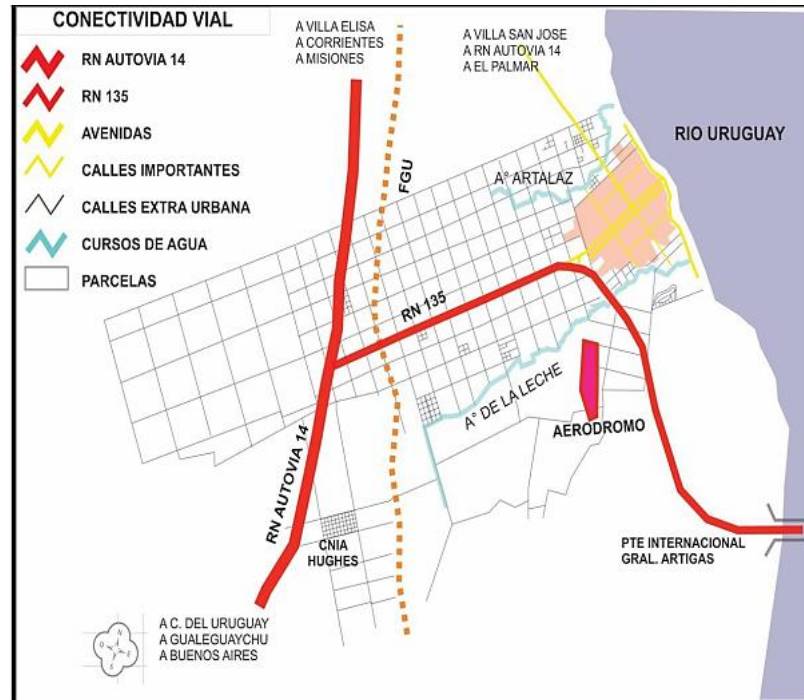 CONECTIVIDAD VIAL
RN AUTOVIA 14
RN 135
AVENIDAS
CALLES IMPORTANTES
CALLES EXTRA URBANA
CURSOS DE AGUA
PARCELAS
A VILLA ELISA
A CORRIENTES
A MISIONES
A VILLA SAN JOSE
A RN AUTOVIA 14
A EL PALMAR
RIO URUGUAY
FGU
A° ARTALAZ
RN 135
A° DE LA LECHE
AERODROMO
RN AUTOVIA 14
CNIA
HUGHES
PTE INTERNACIONAL
GRAL. ARTIGAS
A C. DEL URUGUAY
A GUALEGUAYCHU
A BUENOS AIRES
N
O
E
S